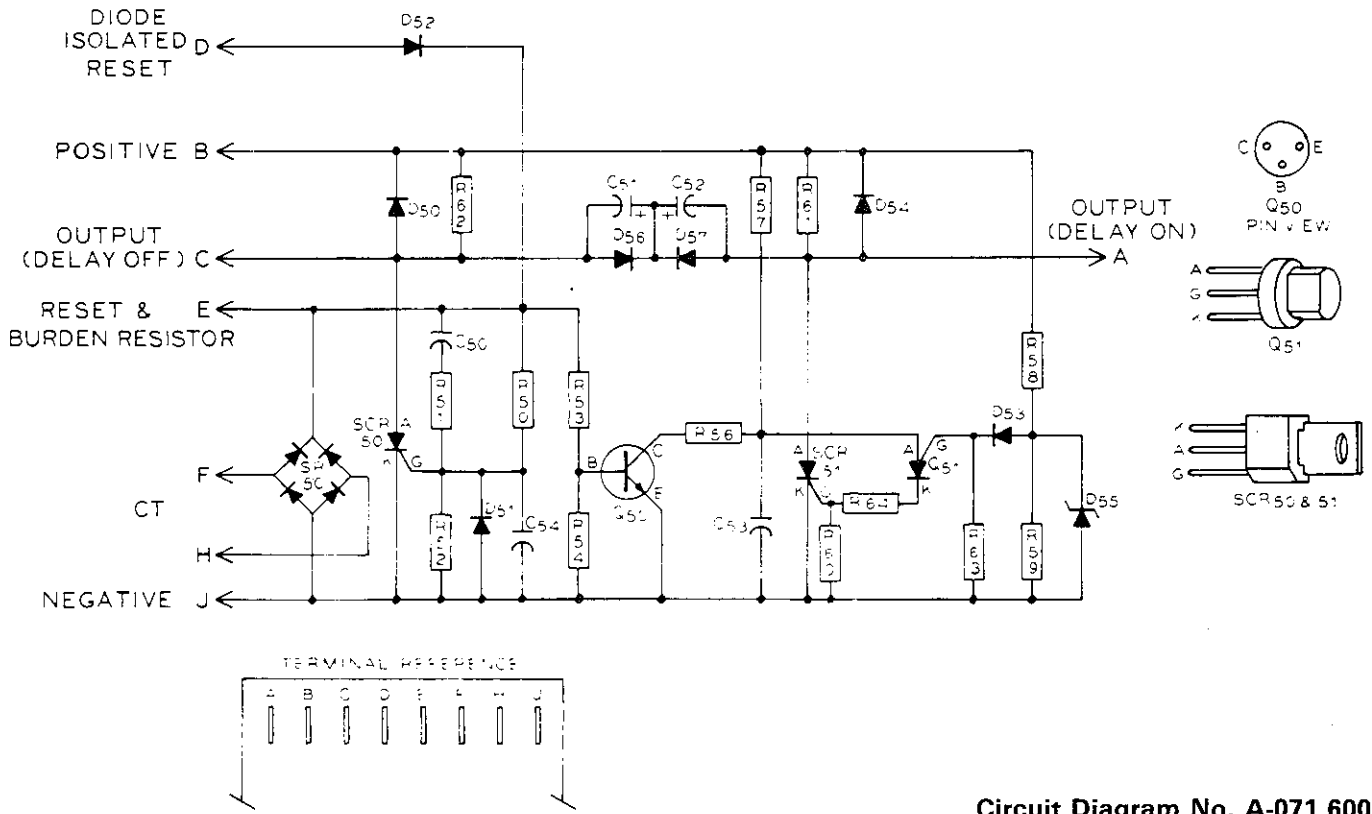 DIODE
ISOLATED D
RESET
D52
POSITIVE B
D50
R62
C51
+
+
C52
D56
D57
R57
R61
D54
OUTPUT
(DELAY OFF) C
OUTPUT
(DELAY ON)
A
RESET & E
BURDEN RESISTOR
C50
R51
R50
R53
R58
SCR A
50
K
G
B
C
E
Q50
R56
A
SCR
51
K
G
A
G
Q51
K
R64
D53
D55
F
CT
H
SR
50
R52
D51
C54
R54
C53
R60
R63
R59
NEGATIVE J
C
E
B
Q50
PIN VIEW
A
G
K
Q51
K
A
G
SCR 50 & 51
TERMINAL REFERENCE
A B C D E F H J
Circuit Diagram No. A-071 600